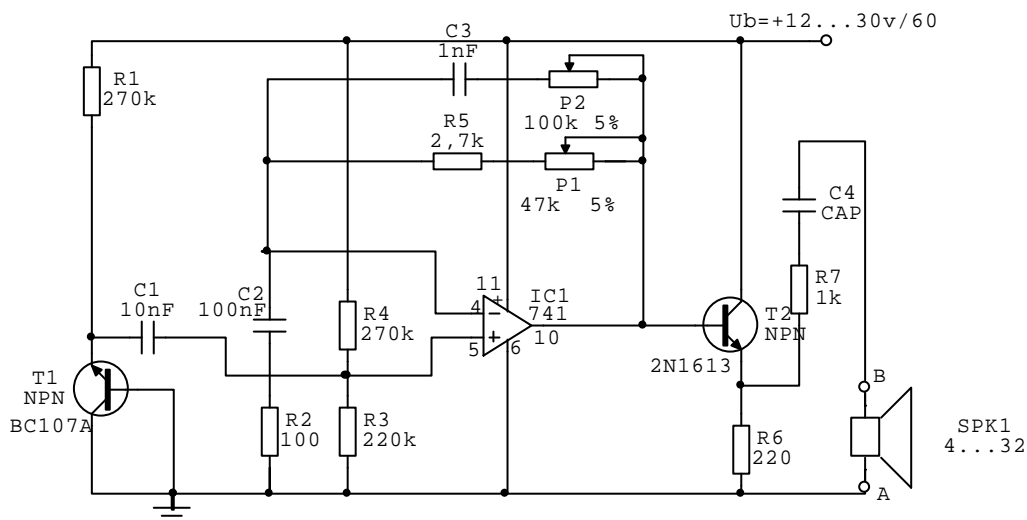 Ub=+12...30v/60
C3
1nF
R1
270k
P2
100k 5%
R5
2,7k
P1
47k 5%
C4
CAP
R7
1k
C1
10nF
C2
100nF
R4
270k
11
+
4
−
5
+
6
10
IC1
741
T2
NPN
2N1613
T1
NPN
BC107A
R2
100
R3
220k
R6
220
B
SPK1
4...32
A